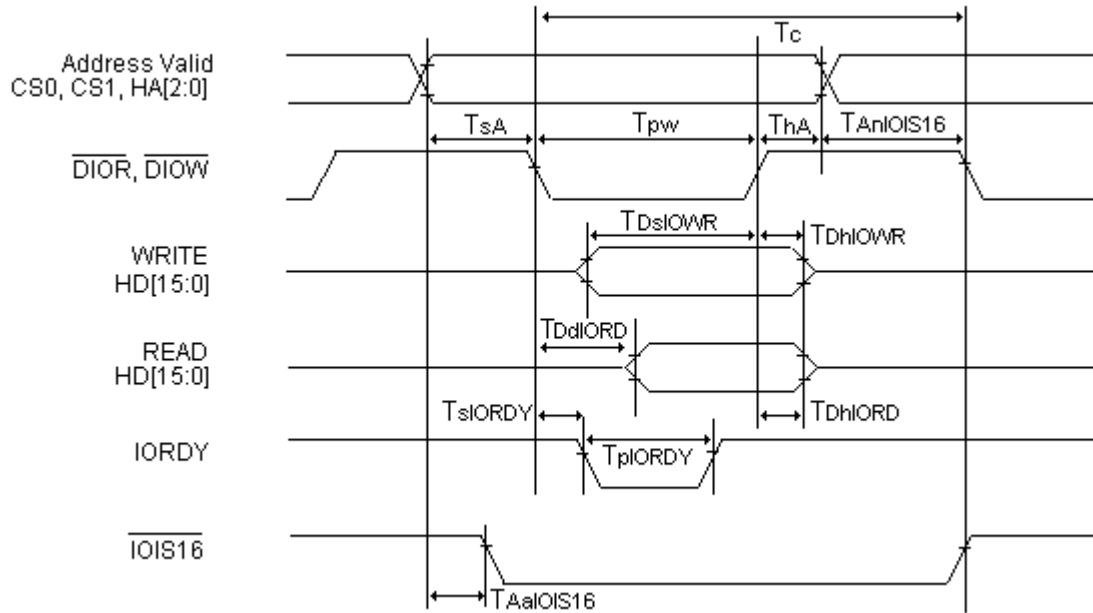 Tc
Address Valid
CS0, CS1, HA[2:0]
TsA
Tpw
ThA
TAnIOIS16
DIOR, DIOW
TDsIOWR
TDhIOWR
WRITE
HD[15:0]
TDdIORD
READ
HD[15:0]
TsIORDY
TDhIORD
IORDY
TpIORDY
IOIS16
TAaIOIS16